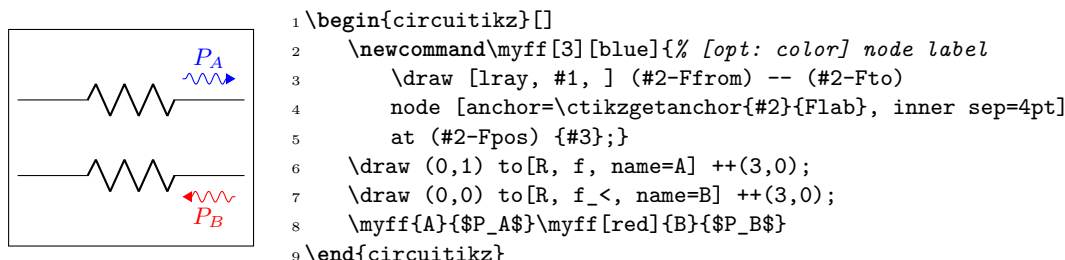 P_A
P_B
1 \begin{circuitikz}[]
2     \newcommand\myff[3][blue]{% [opt: color] node label
3         \draw [lray, #1, ] (#2-Ffrom) -- (#2-Fto)
4         node [anchor=\ctikzgetanchor{#2}{Flab}, inner sep=4pt]
5         at (#2-Fpos) {#3};}
6     \draw (0,1) to[R, f, name=A] ++(3,0);
7     \draw (0,0) to[R, f_<, name=B] ++(3,0);
8     \myff{A}{$P_A$}\myff[red]{B}{$P_B$}
9 \end{circuitikz}